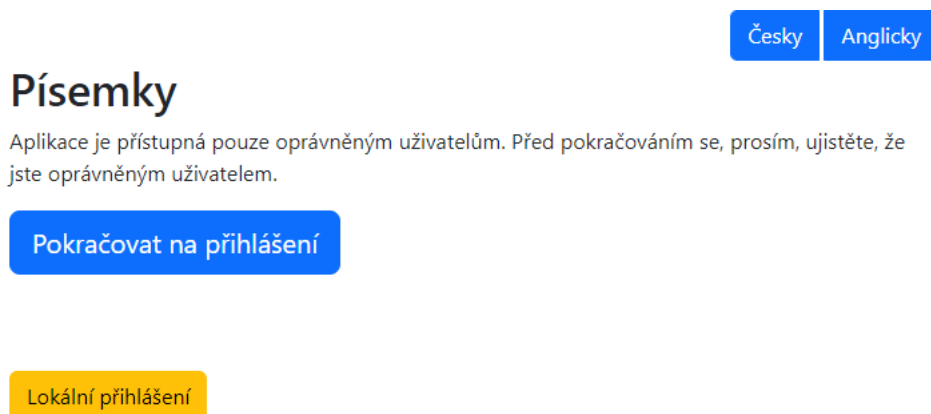 Česky Anglicky
Písemky
Aplikace je přístupná pouze oprávněným uživatelům. Před pokračováním se, prosím, ujistěte, že
jste oprávněným uživatelem.
Pokračovat na přihlášení
Lokální přihlášení